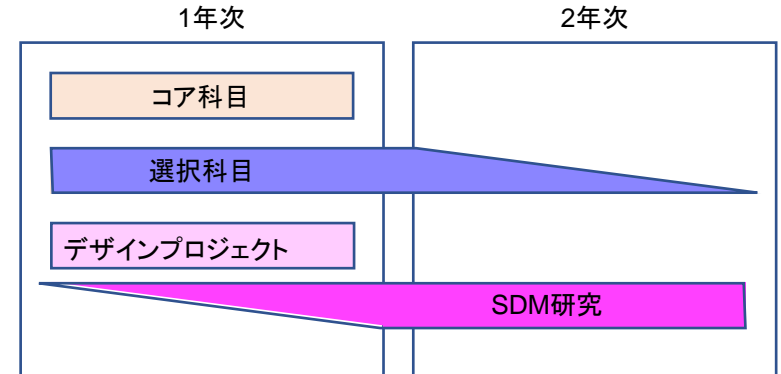 1年次
2年次
コア科目
選択科目
デザインプロジェクト
SDM研究